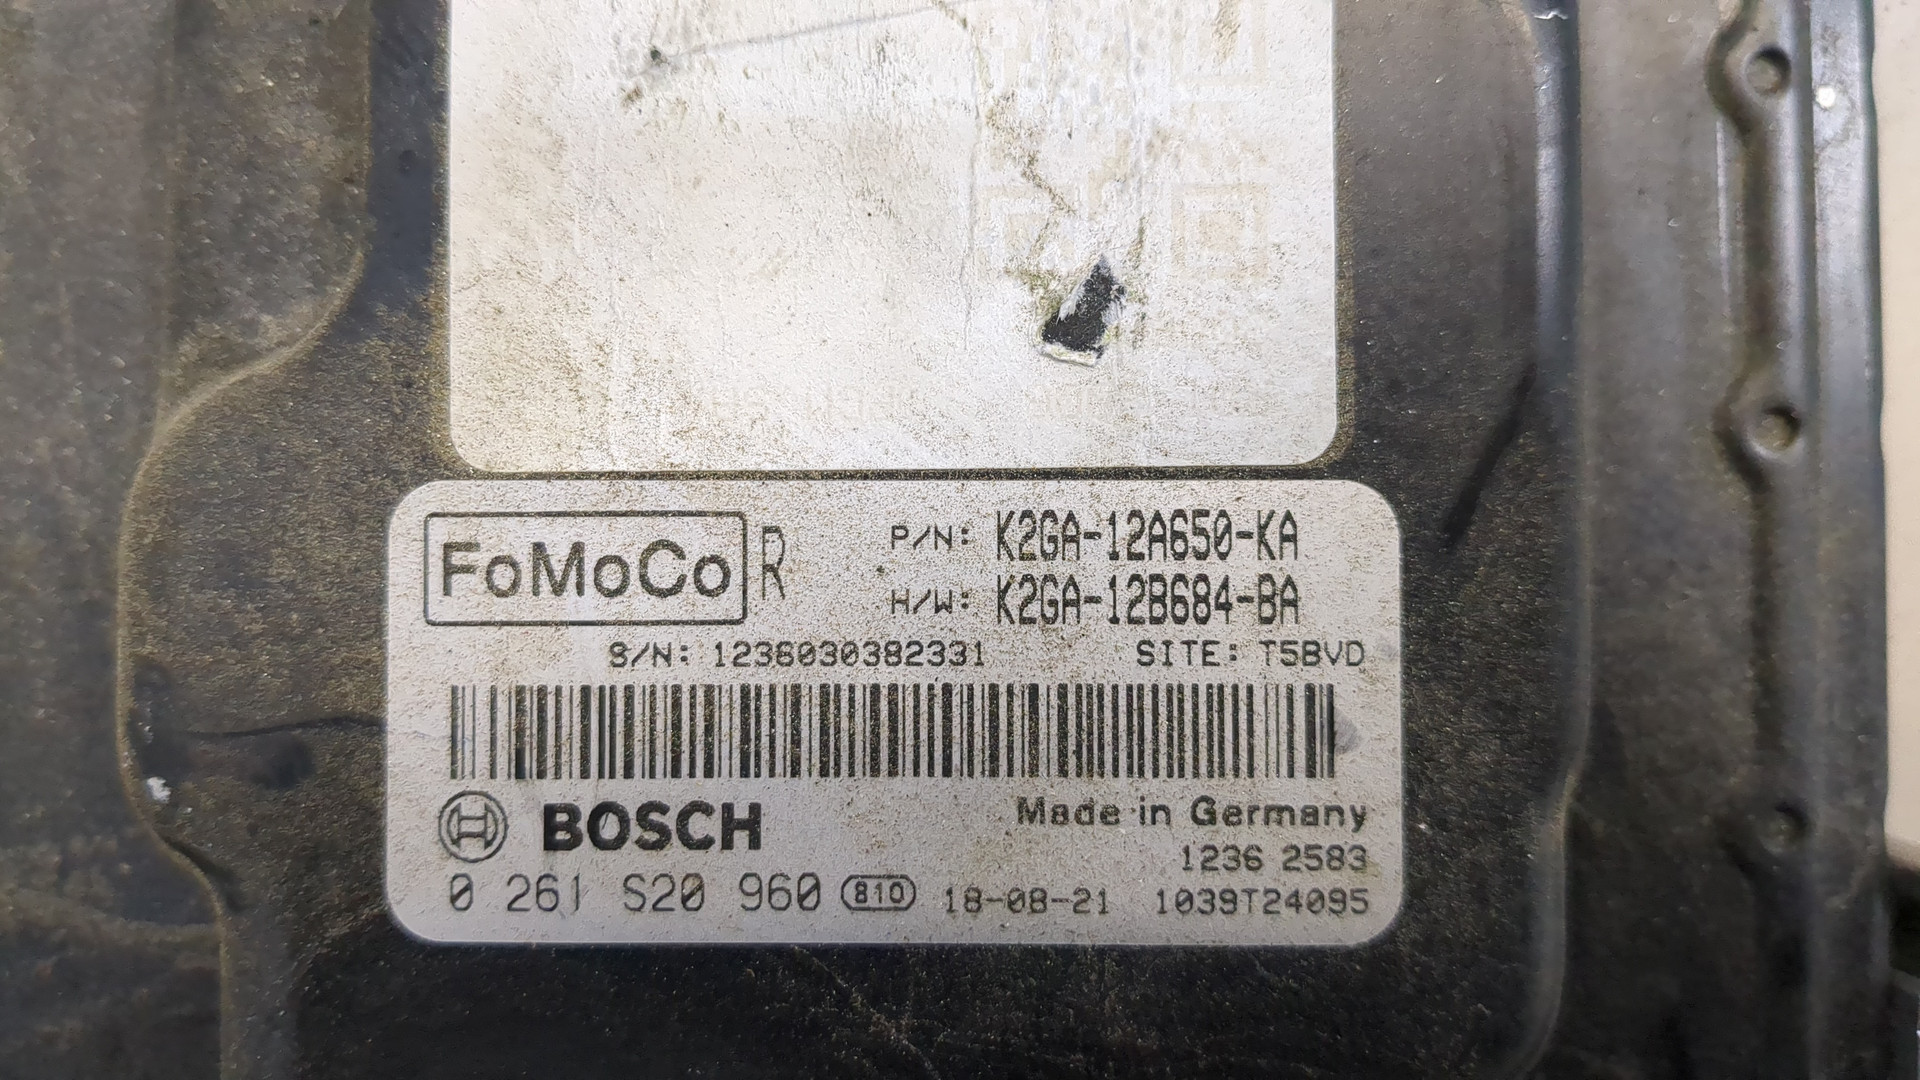 FoMoCo R P/N: K2GA-12A650-KA
H/W: K2GA-12B684-BA
S/N: 1236030382331 SITE: T5BVD
BOSCH Made in Germany
1236 2583
0 261 S20 960 810 18-08-21 1039T24095